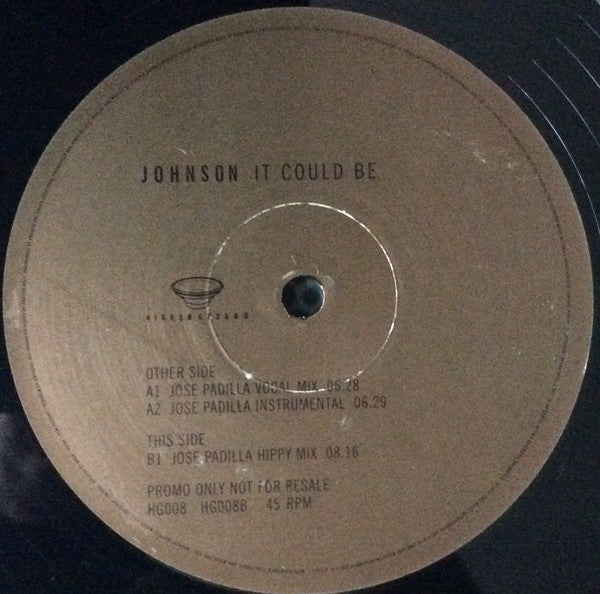 JOHNSON IT COULD BE
HIGHER GROUND
OTHER SIDE
A1 JOSE PADILLA VOCAL MIX 06.28
A2 JOSE PADILLA INSTRUMENTAL 06.29
THIS SIDE
B1 JOSE PADILLA HIPPY MIX 08.16
PROMO ONLY NOT FOR RESALE
HG008 HG008B 45 RPM